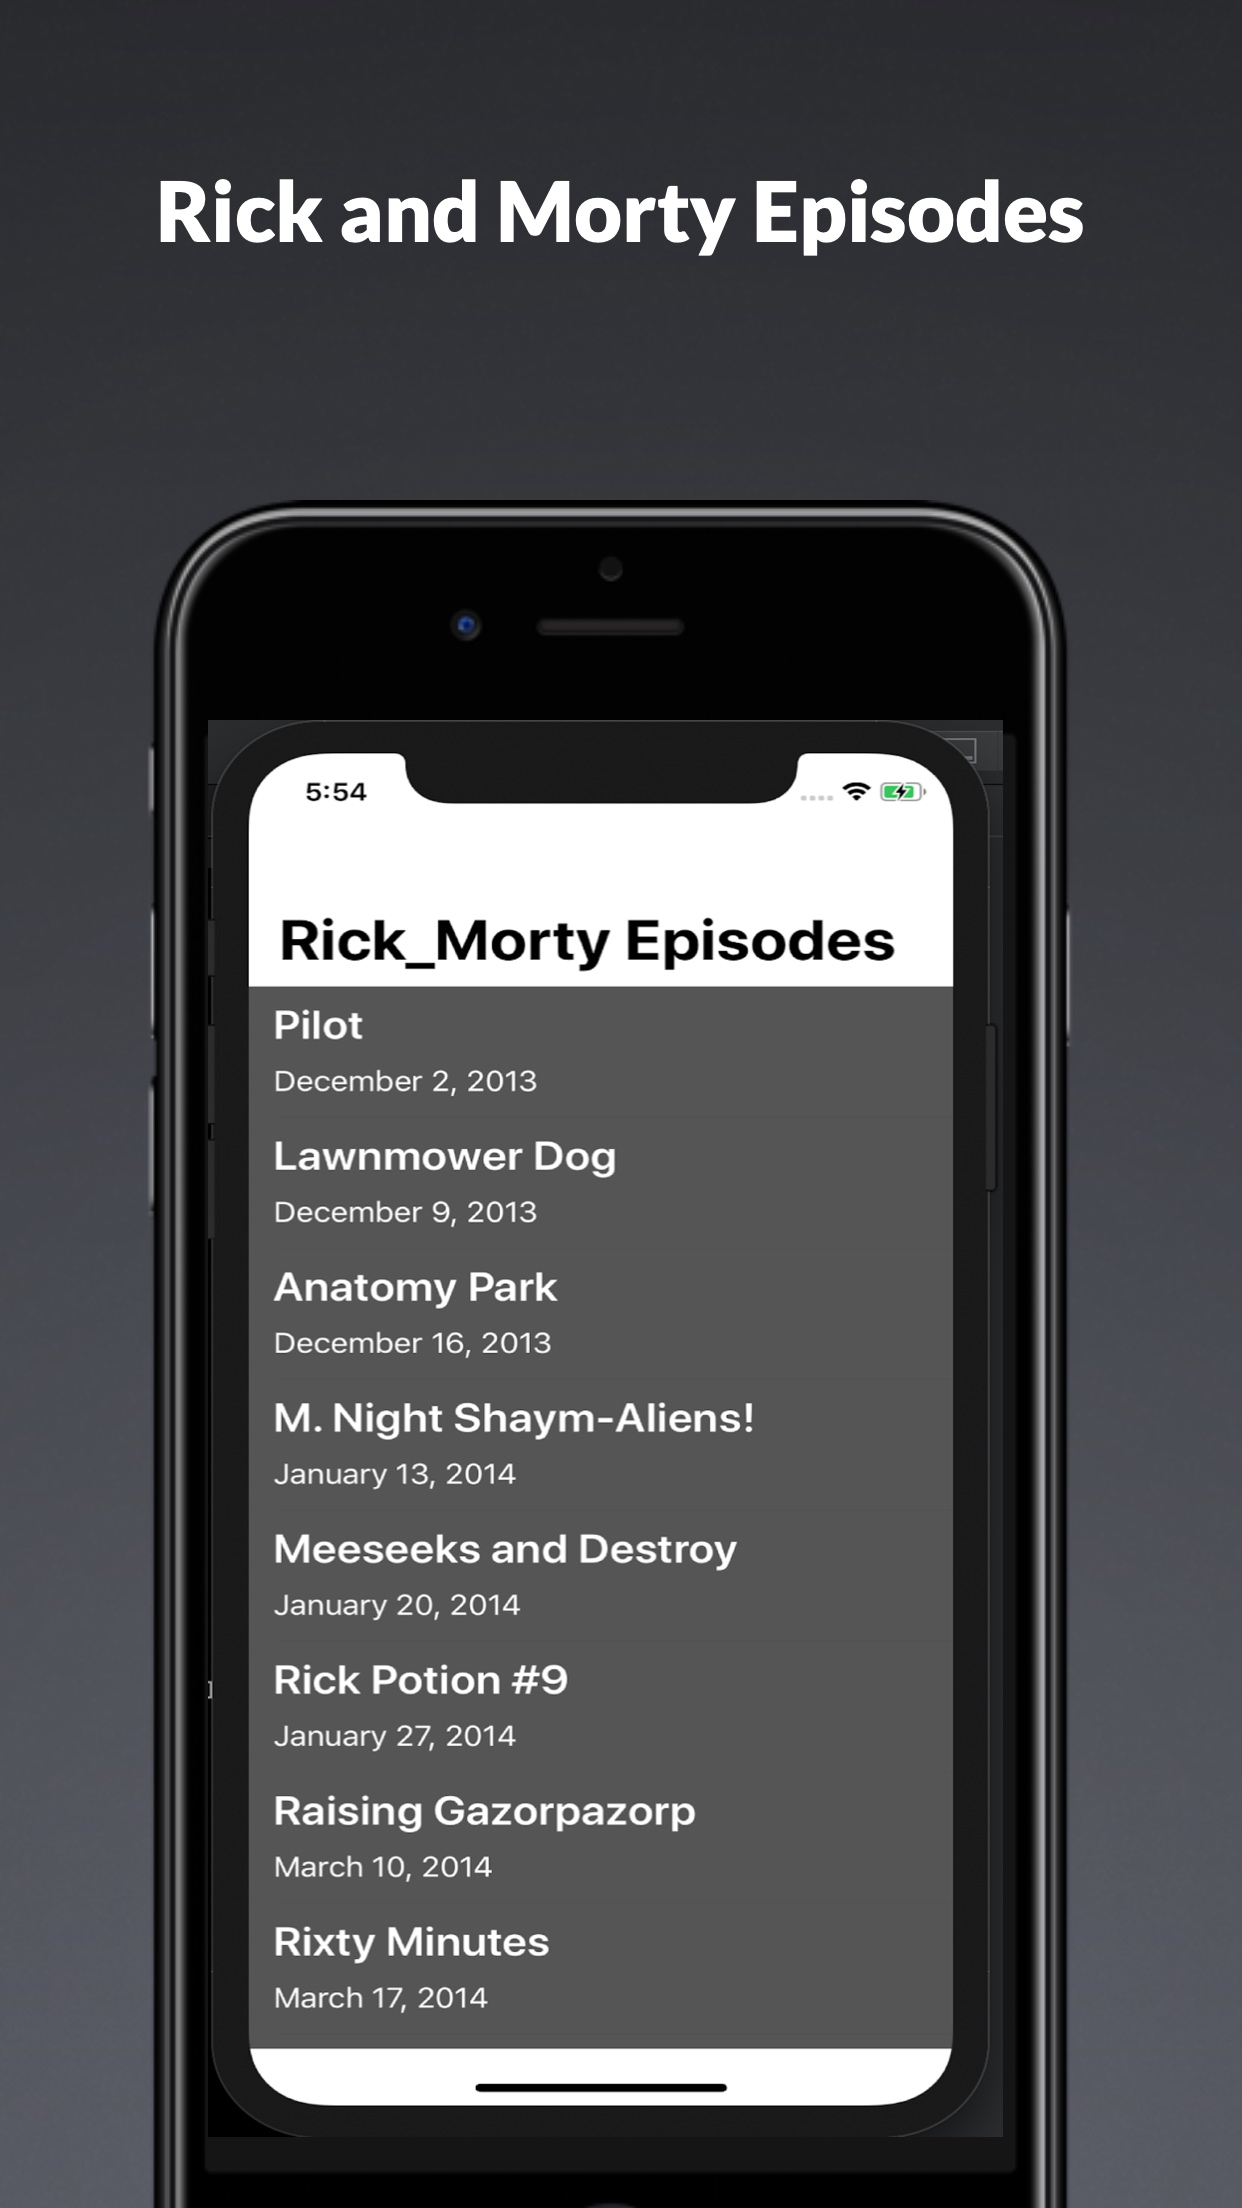 Rick and Morty Episodes
5:54
Rick_Morty Episodes
Pilot
December 2, 2013
Lawnmower Dog
December 9, 2013
Anatomy Park
December 16, 2013
M. Night Shaym-Aliens!
January 13, 2014
Meeseeks and Destroy
January 20, 2014
Rick Potion #9
January 27, 2014
Raising Gazorpazorp
March 10, 2014
Rixty Minutes
March 17, 2014